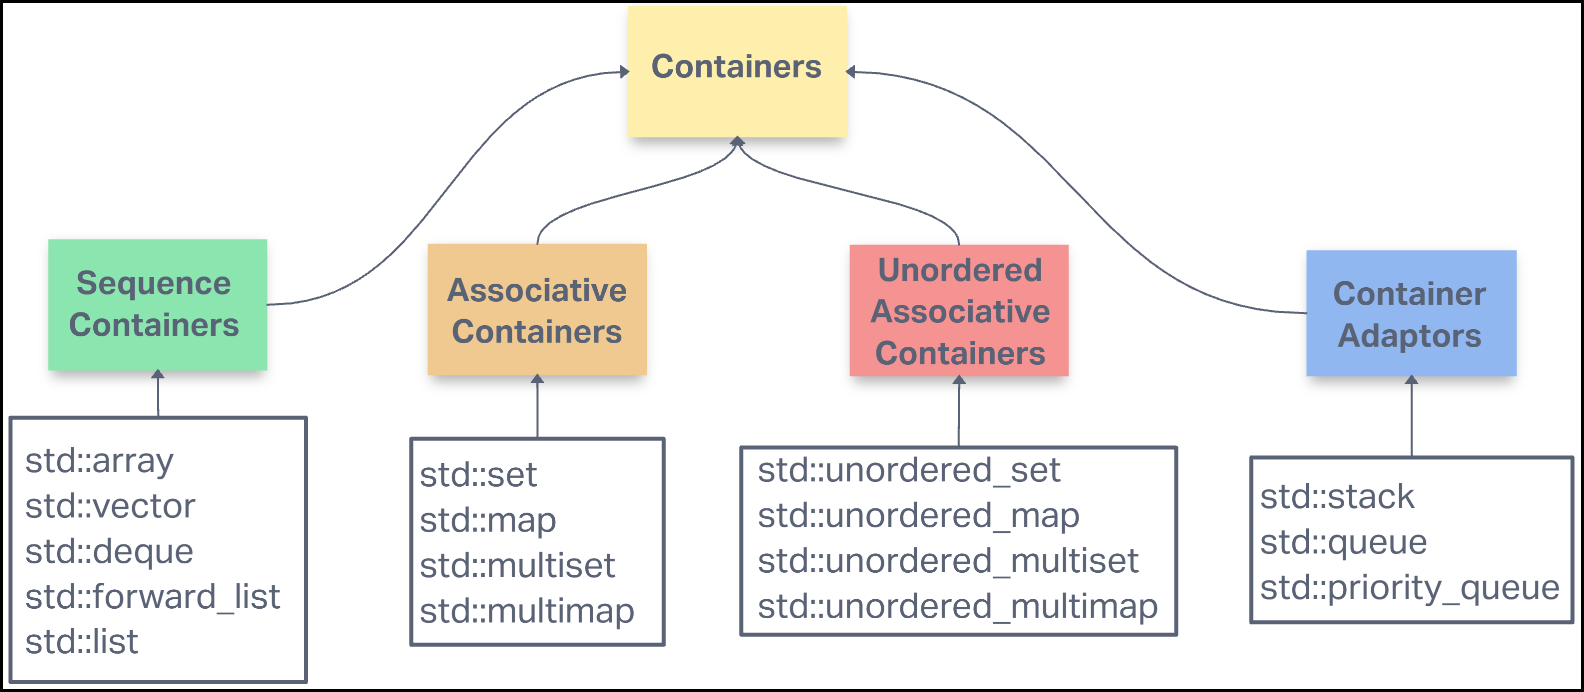 Containers
Sequence
Containers
Associative
Containers
Unordered
Associative
Containers
Container
Adaptors
std::array
std::vector
std::deque
std::forward_list
std::list
std::set
std::map
std::multiset
std::multimap
std::unordered_set
std::unordered_map
std::unordered_multiset
std::unordered_multimap
std::stack
std::queue
std::priority_queue